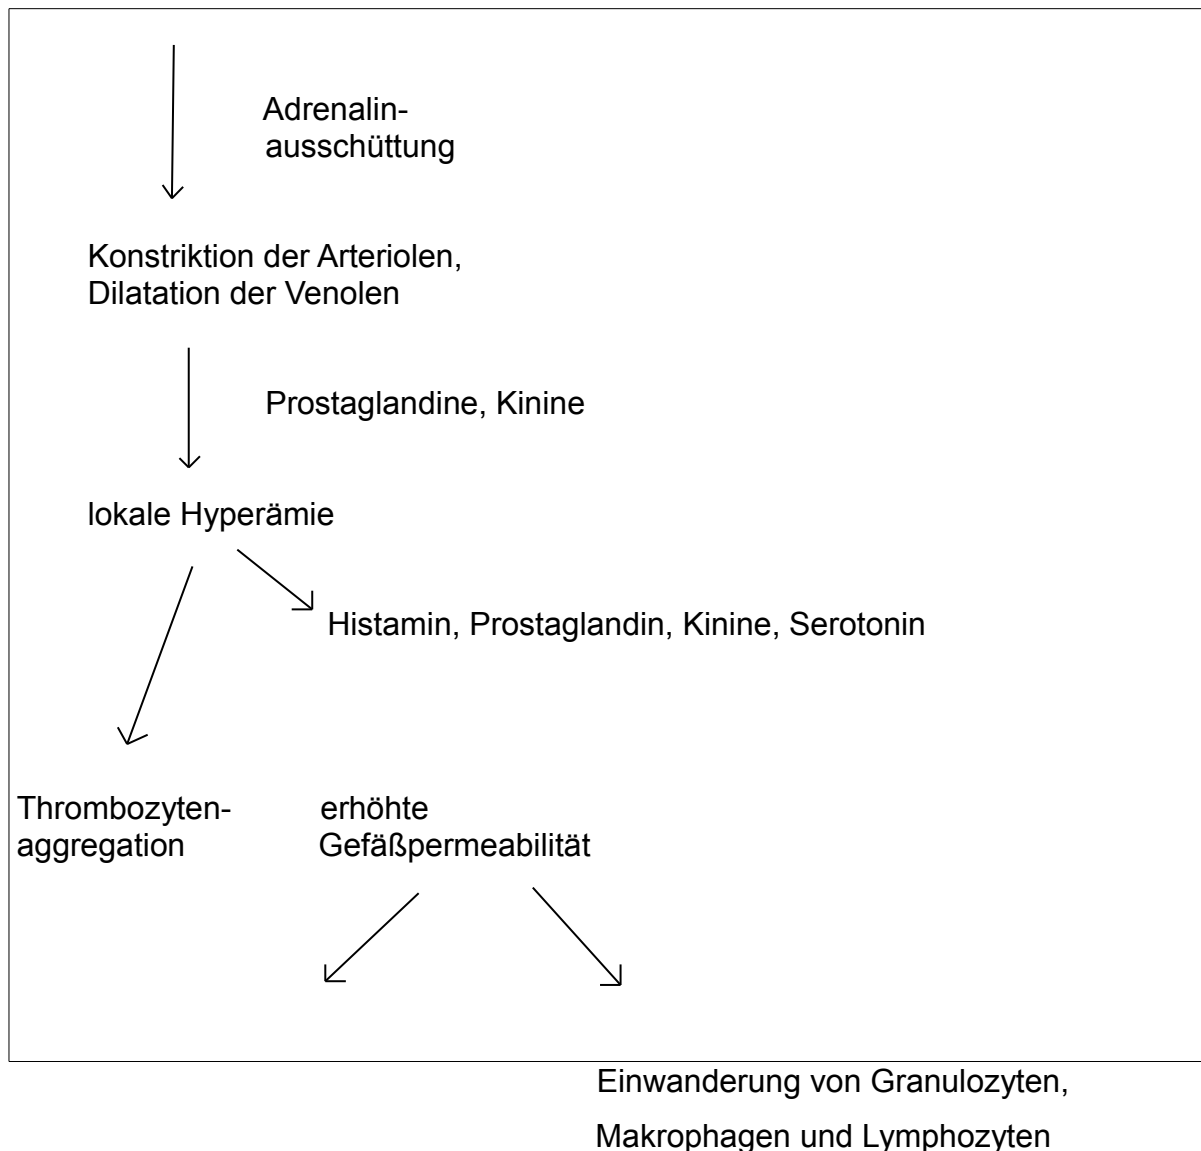 Adrenalin-
ausschüttung
Konstriktion der Arteriolen,
Dilatation der Venolen
Prostaglandine, Kinine
lokale Hyperämie
Histamin, Prostaglandin, Kinine, Serotonin
Thrombozyten-
aggregation
erhöhte
Gefäßpermeabilität
Einwanderung von Granulozyten,
Makrophagen und Lymphozyten